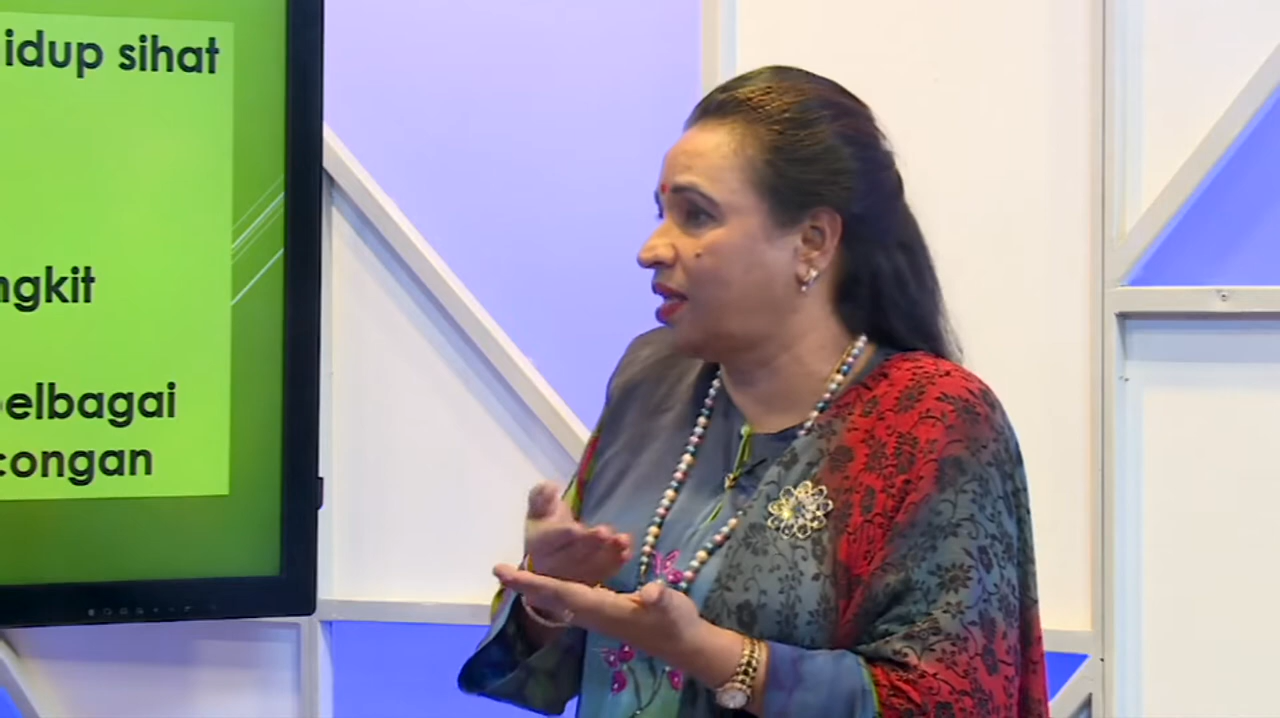 idup sihat
ngkit
elbagai
congan